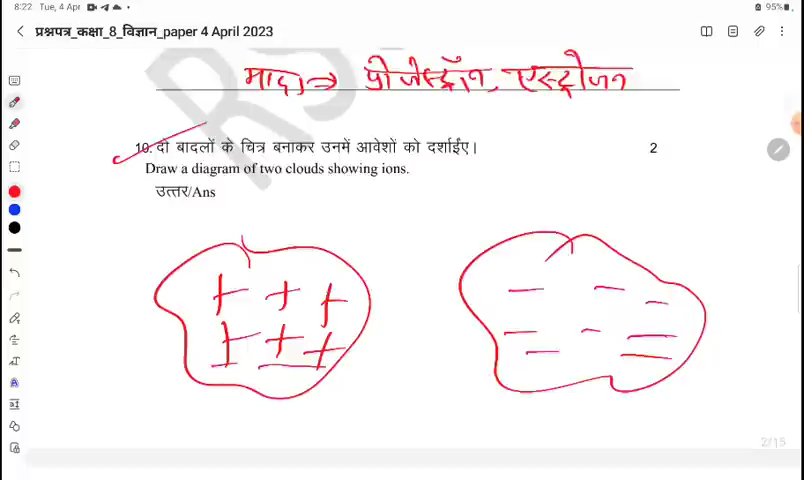 8:22 Tue, 4 Apr
95%
प्रश्नपत्र_कक्षा_8_विज्ञान_paper 4 April 2023
मादा → प्रोजेस्ट्रॉन, एस्ट्रोजन
10. दो बादलों के चित्र बनाकर उनमें आवेशों को दर्शाईए। 2
Draw a diagram of two clouds showing ions.
उत्तर/Ans
+ + + — — —
+ + + — — —
— — — —
2/15